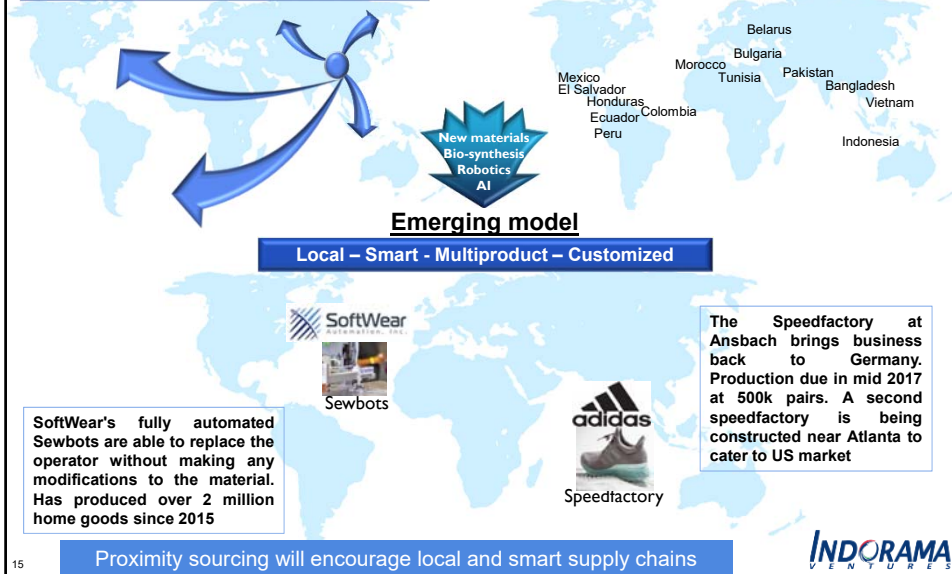 Belarus
Bulgaria
Morocco
Tunisia
Pakistan
Bangladesh
Vietnam
Indonesia
Mexico
El Salvador
Honduras
Colombia
Ecuador
Peru
New materials
Bio-synthesis
Robotics
AI
Emerging model
Local – Smart - Multiproduct – Customized
SoftWear
Automation, Inc.
Sewbots
SoftWear's fully automated
Sewbots are able to replace the
operator without making any
modifications to the material.
Has produced over 2 million
home goods since 2015
adidas
Speedfactory
The Speedfactory at
Ansbach brings business
back to Germany.
Production due in mid 2017
at 500k pairs. A second
speedfactory is being
constructed near Atlanta to
cater to US market
15
Proximity sourcing will encourage local and smart supply chains
INDORAMA
VENTURES